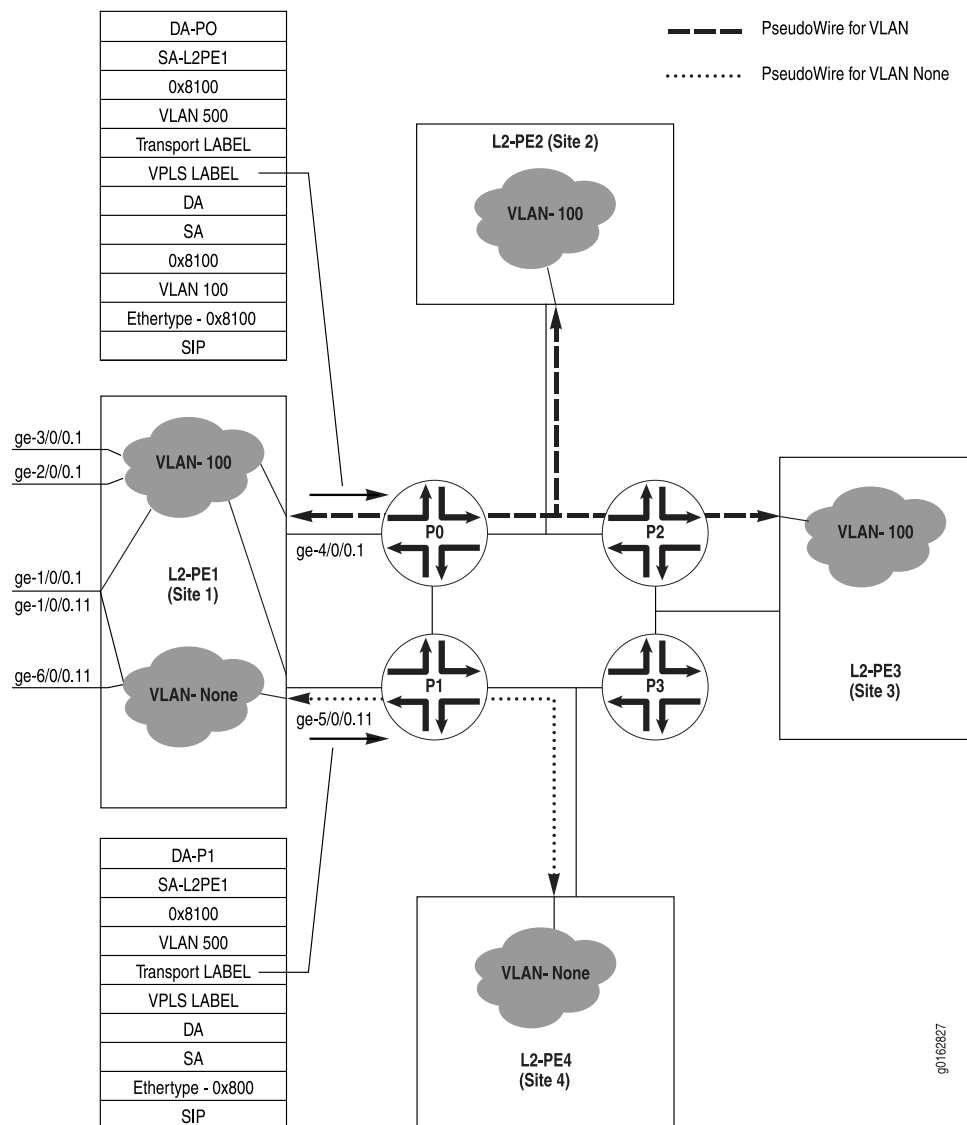 DA-PO
SA-L2PE1
0x8100
VLAN 500
Transport LABEL
VPLS LABEL
DA
SA
0x8100
VLAN 100
Ethertype - 0x8100
SIP
PseudoWire for VLAN
PseudoWire for VLAN None
L2-PE2 (Site 2)
VLAN- 100
ge-3/0/0.1
ge-2/0/0.1
VLAN- 100
ge-1/0/0.1
ge-1/0/0.11
L2-PE1
(Site 1)
ge-6/0/0.11
VLAN- None
ge-4/0/0.1
ge-5/0/0.11
P0
P2
P1
P3
VLAN- 100
L2-PE3
(Site 3)
DA-P1
SA-L2PE1
0x8100
VLAN 500
Transport LABEL
VPLS LABEL
DA
SA
Ethertype - 0x800
SIP
VLAN- None
L2-PE4
(Site 4)
g0162827